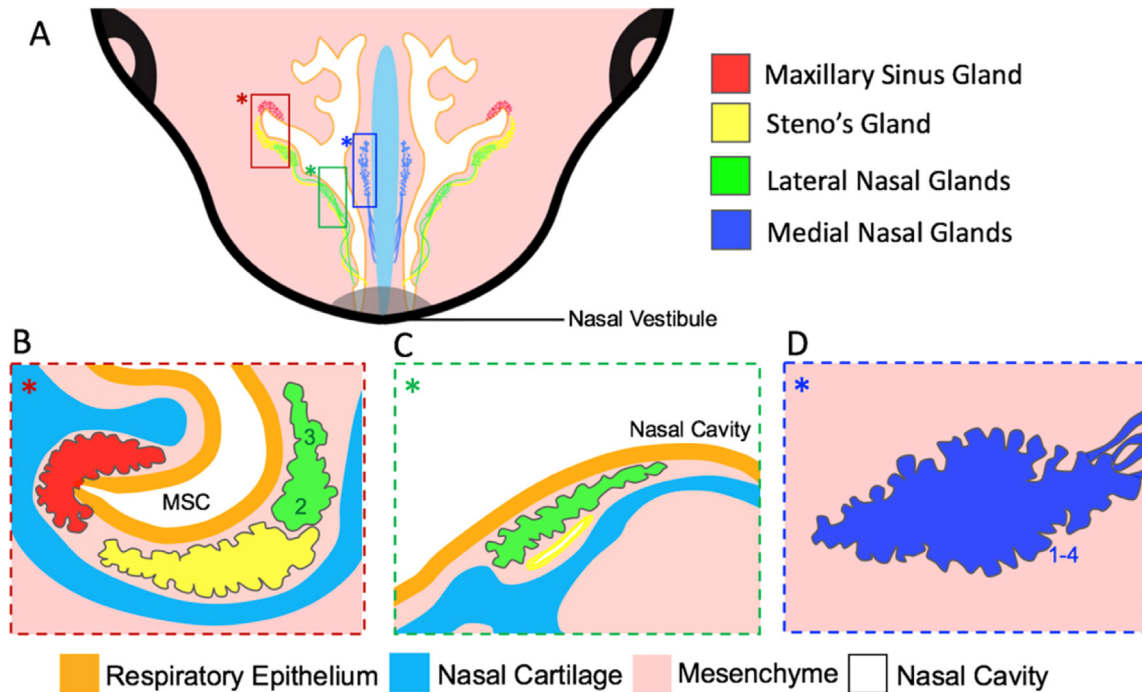 A
*
*
*
Maxillary Sinus Gland
Steno's Gland
Lateral Nasal Glands
Medial Nasal Glands
Nasal Vestibule
B
*
3
2
MSC
C
*
Nasal Cavity
D
*
1-4
Respiratory Epithelium
Nasal Cartilage
Mesenchyme
Nasal Cavity